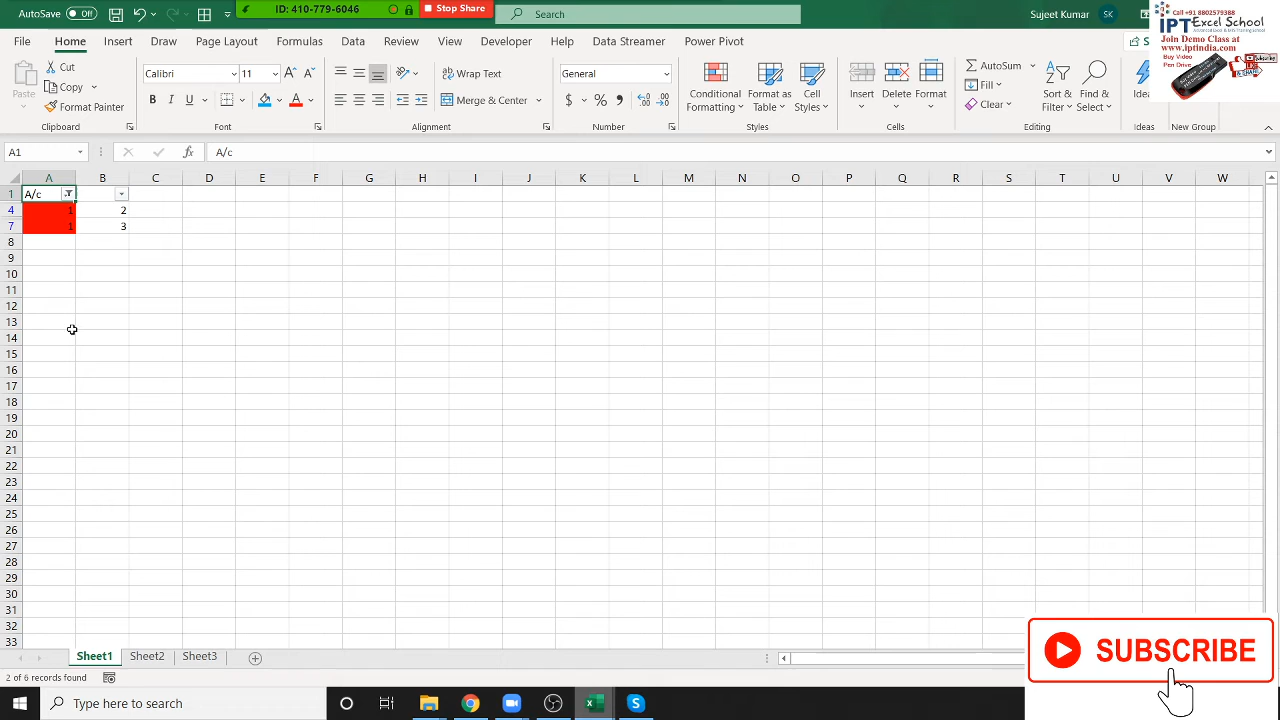 AutoSave Off ID: 410-779-6046 Stop Share Search Sujeet Kumar SK
File Home Insert Draw Page Layout Formulas Data Review View Developer Help Data Streamer Power Pivot
Paste Cut Copy Format Painter Clipboard
Calibri 11 B I U A Font
ab Wrap Text Merge & Center Alignment
General $ % , Number
Conditional Formatting Format as Table Cell Styles Styles
Insert Delete Format Cells
AutoSum Fill Clear Sort & Filter Find & Select Editing
Ideas New Group
Call +91 8802579388
IPT Excel School
Join Demo Class at
www.iptindia.com
Buy Video
Pen Drive
A1 fx A/c
A B C D E F G H I J K L M N O P Q R S T U V W
1 A/c
4 1 2
7 1 3
8
9
10
11
12
13
14
15
16
17
18
19
20
21
22
23
24
25
26
27
28
29
30
31
32
33
SUBSCRIBE
Sheet1 Sheet2 Sheet3
2 of 6 records found
Type here to search